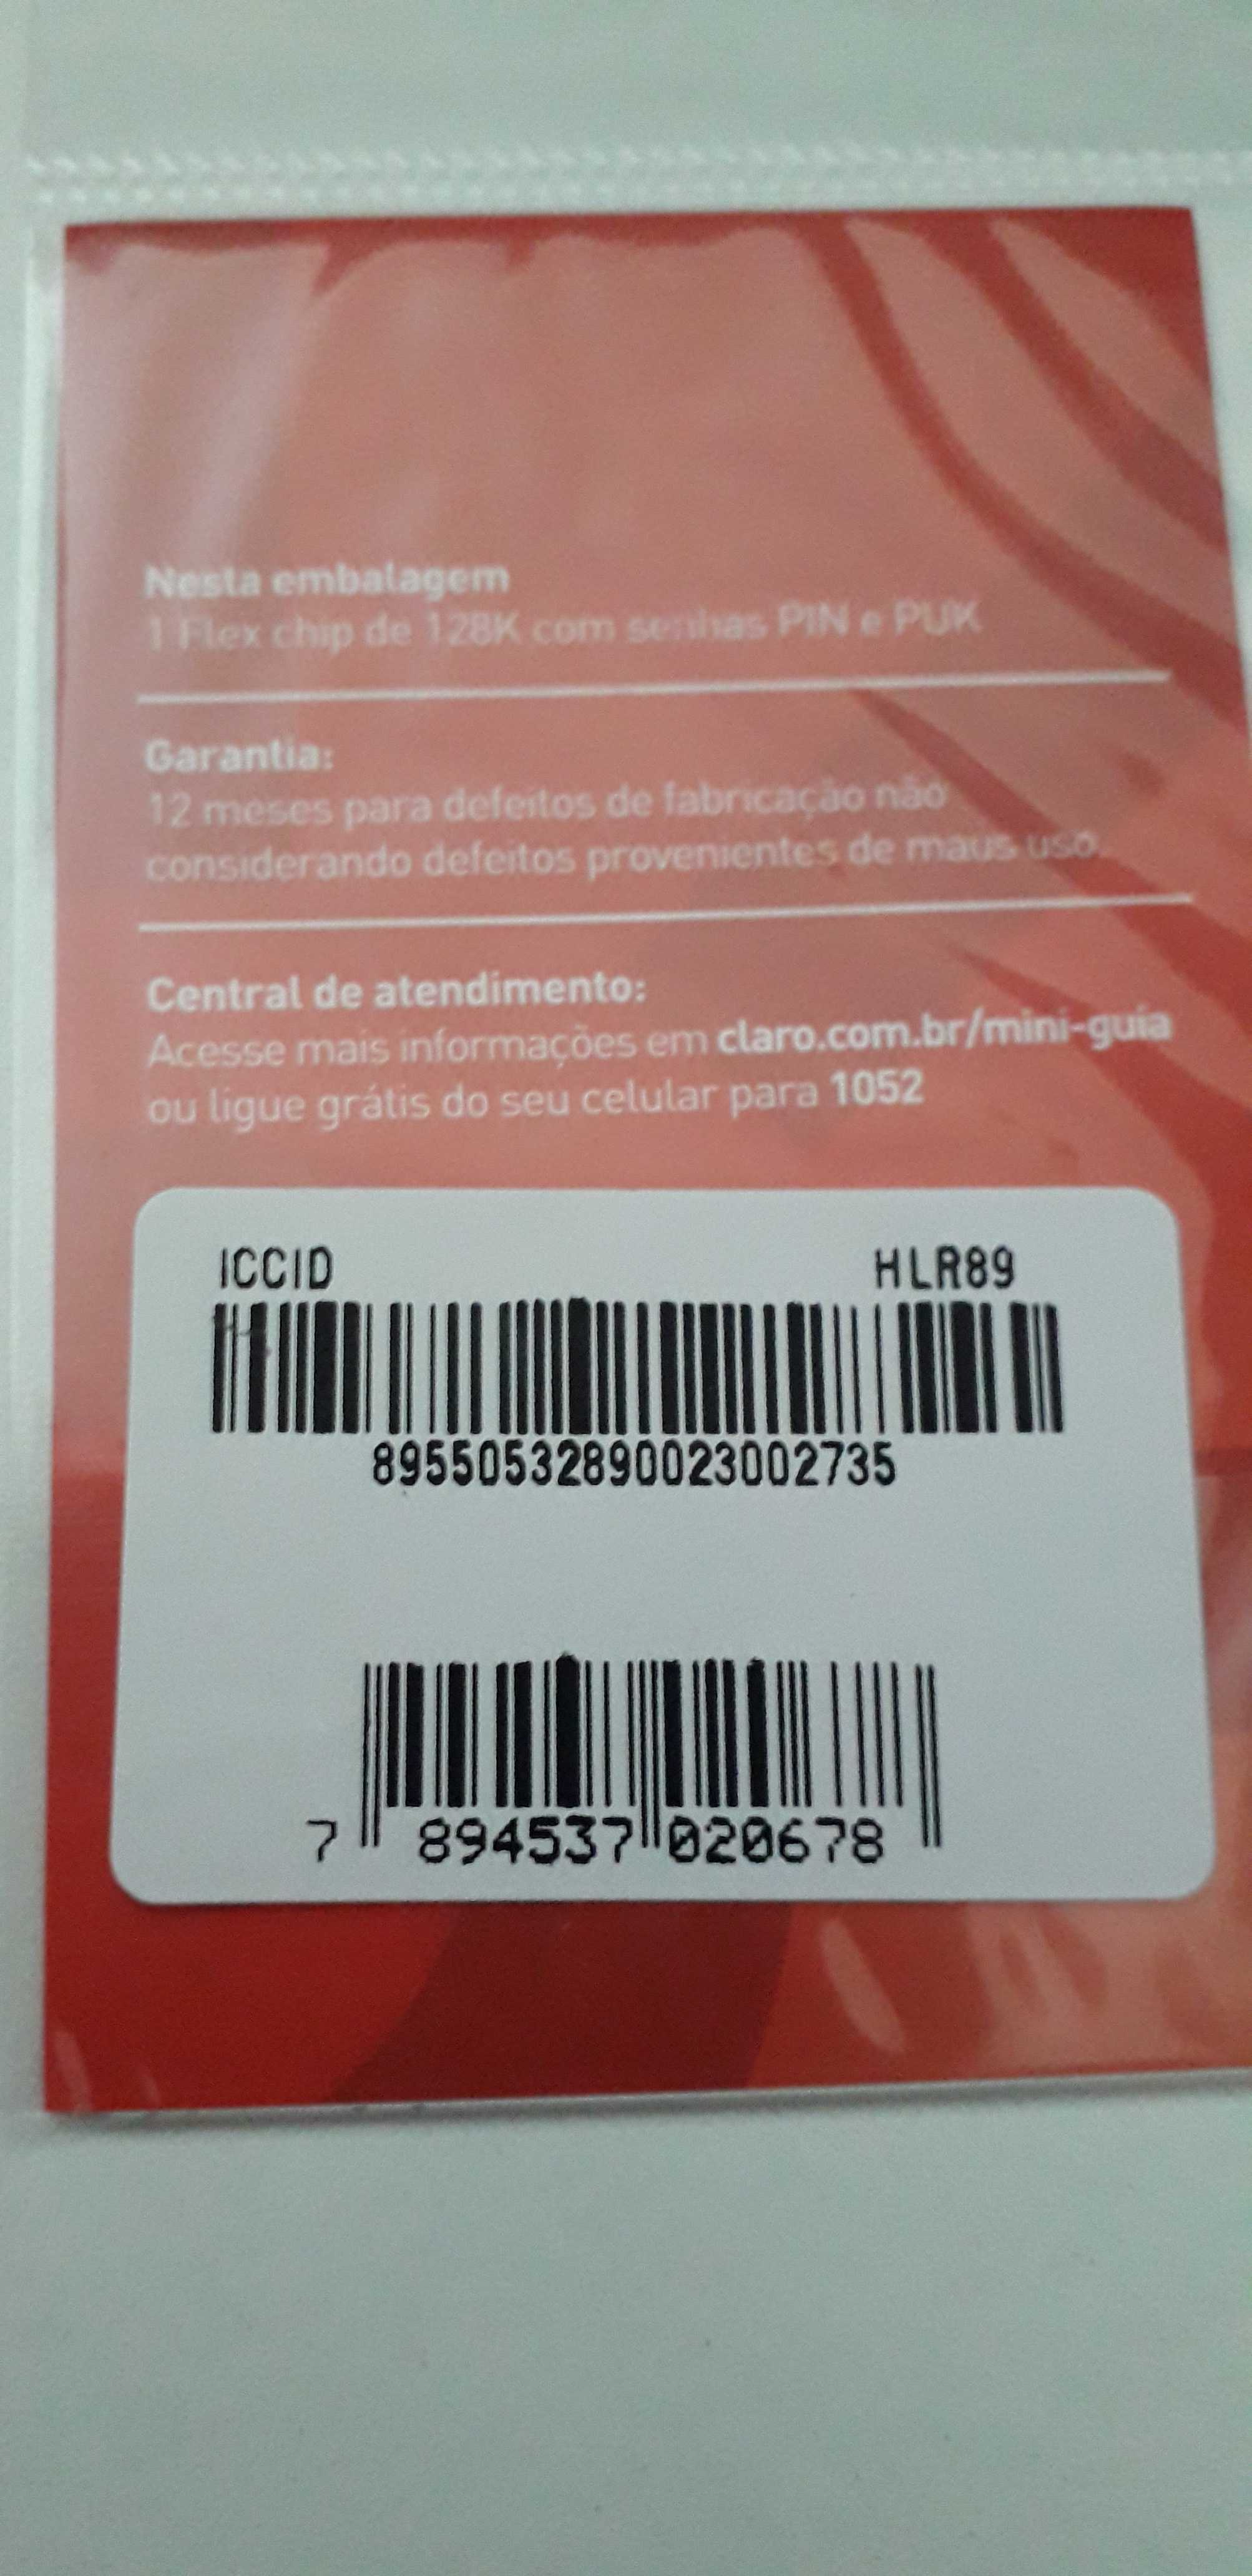 Nesta embalagem
1 Flex chip de 128K com senhas PIN e PUK
Garantia:
12 meses para defeitos de fabricação não
considerando defeitos provenientes de maus uso.
Central de atendimento:
Acesse mais informações em claro.com.br/mini-guia
ou ligue grátis do seu celular para 1052
ICCID HLR89
89550532890023002735
7 894537 020678